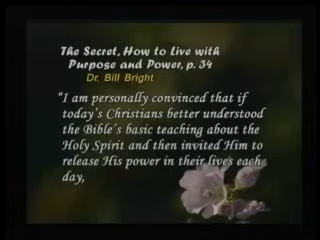 The Secret, How to Live with
Purpose and Power, p. 34
Dr. Bill Bright
"I am personally convinced that if
today's Christians better understood
the Bible's basic teaching about the
Holy Spirit and then invited Him to
release His power in their lives each
day,